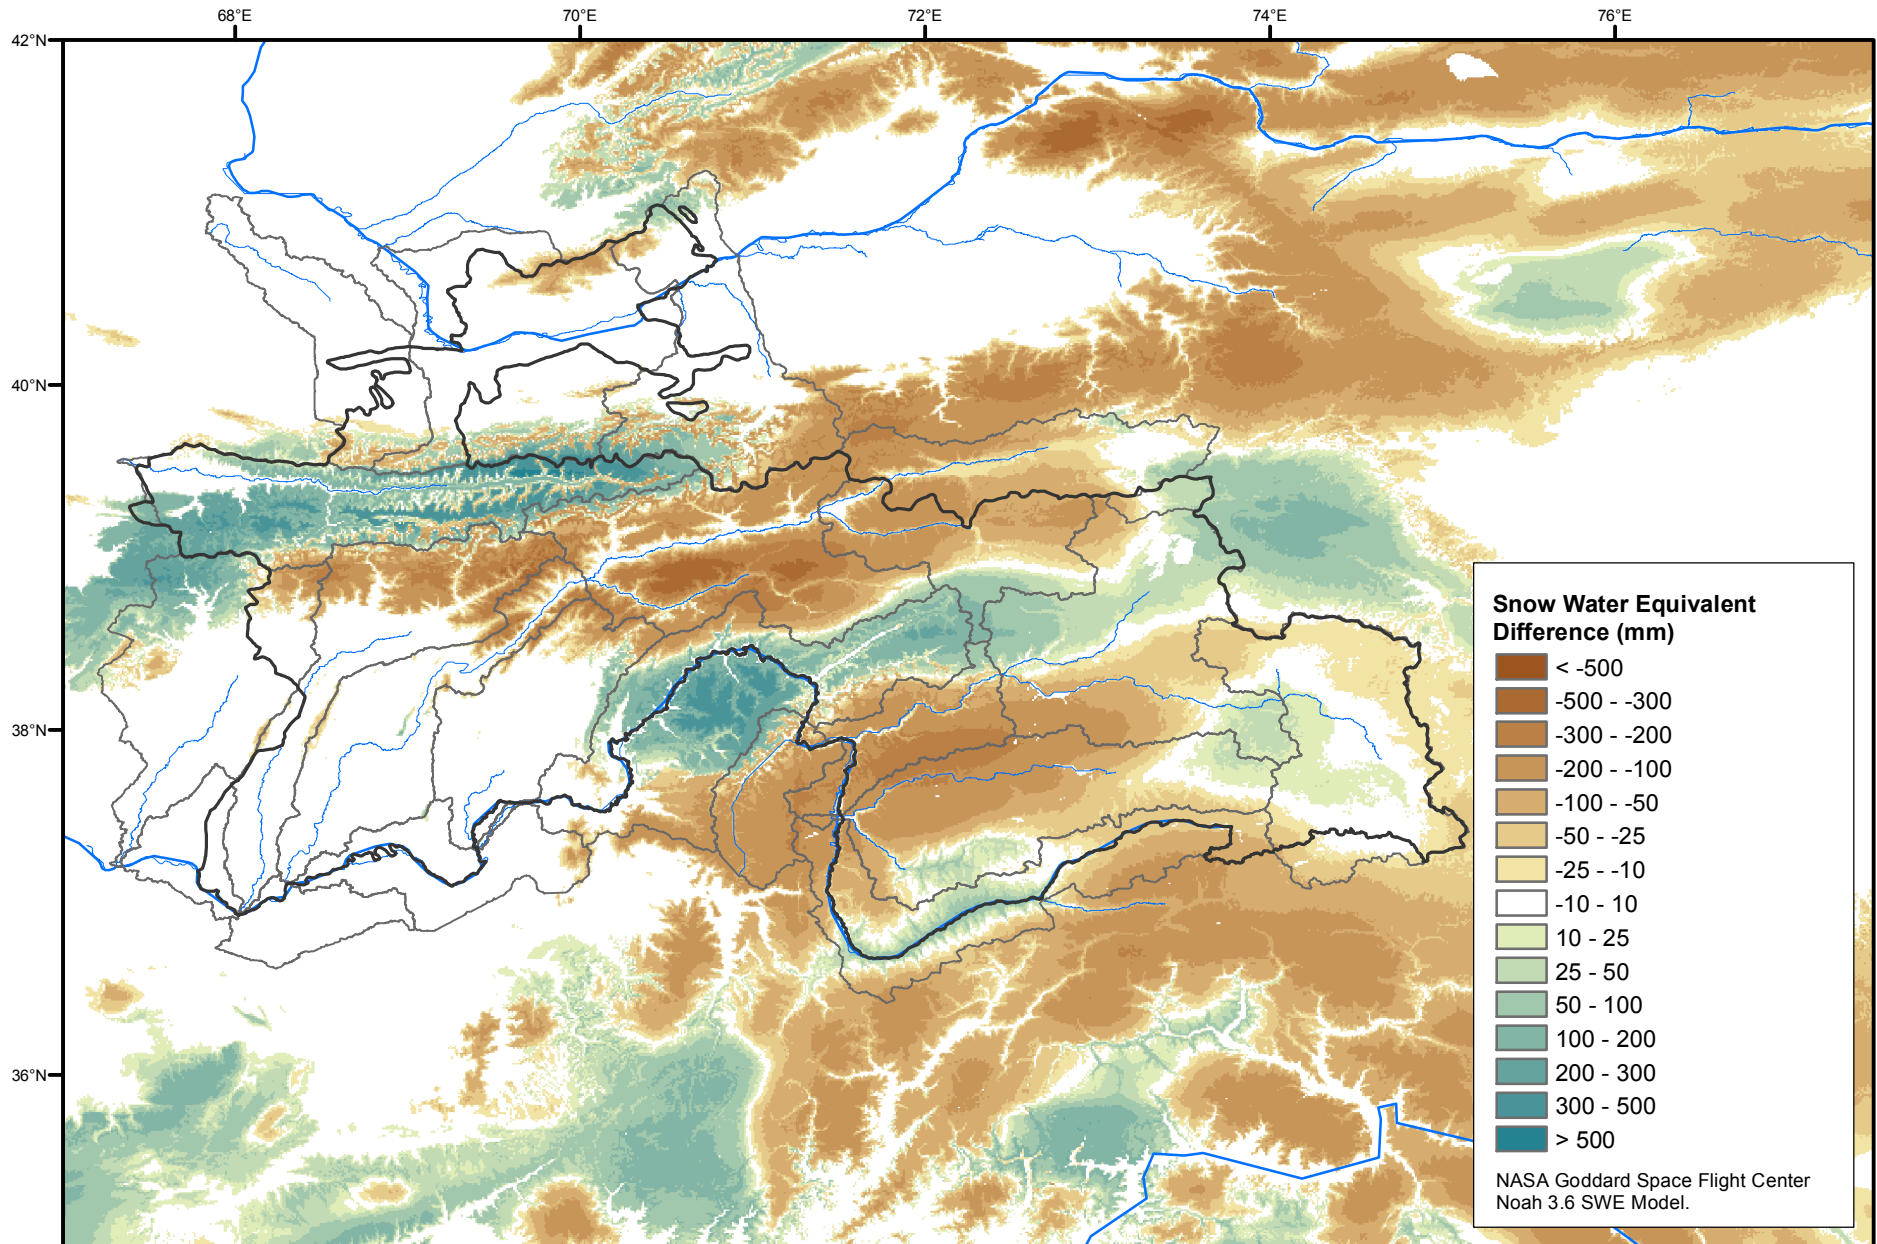 68°E 70°E 72°E 74°E 76°E
42°N
40°N
38°N
36°N
Snow Water Equivalent
Difference (mm)
< -500
-500 - -300
-300 - -200
-200 - -100
-100 - -50
-50 - -25
-25 - -10
-10 - 10
10 - 25
25 - 50
50 - 100
100 - 200
200 - 300
300 - 500
> 500
NASA Goddard Space Flight Center
Noah 3.6 SWE Model.